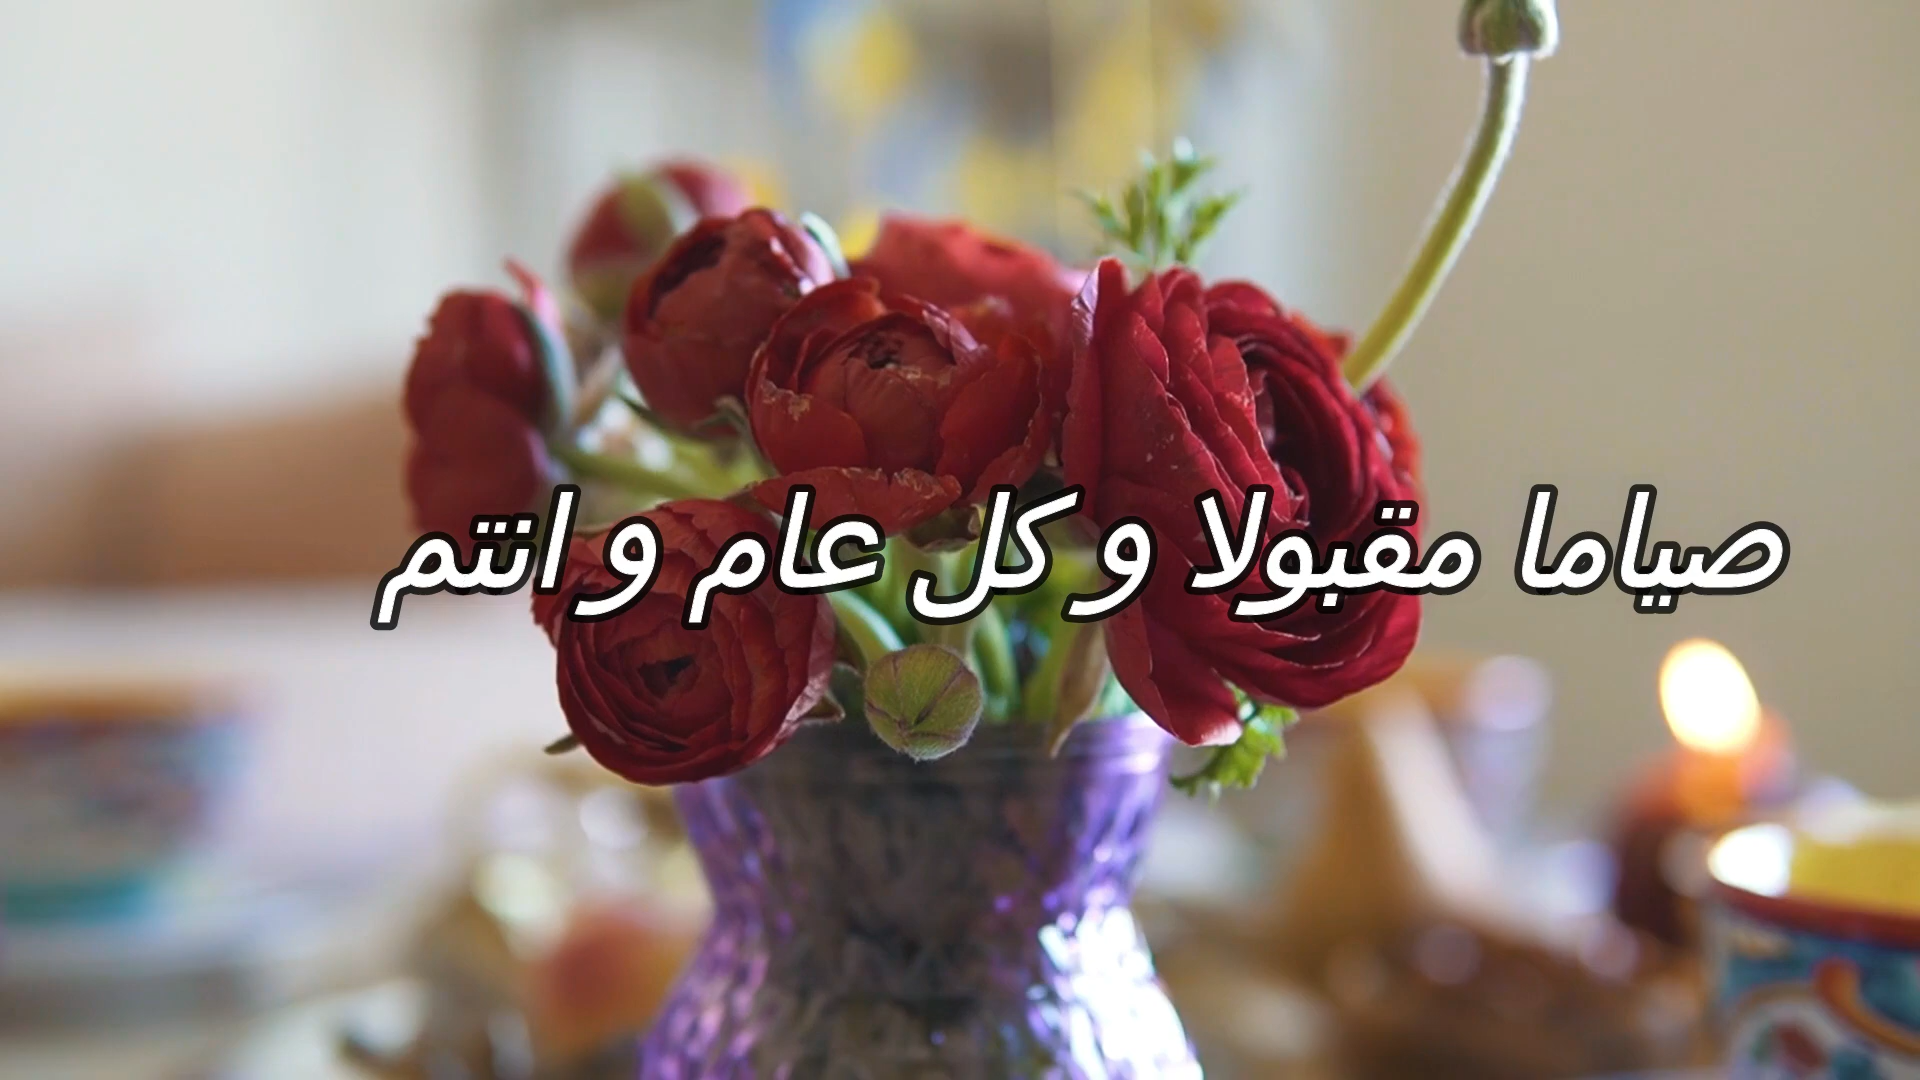 صياما مقبولا و كل عام و انتم